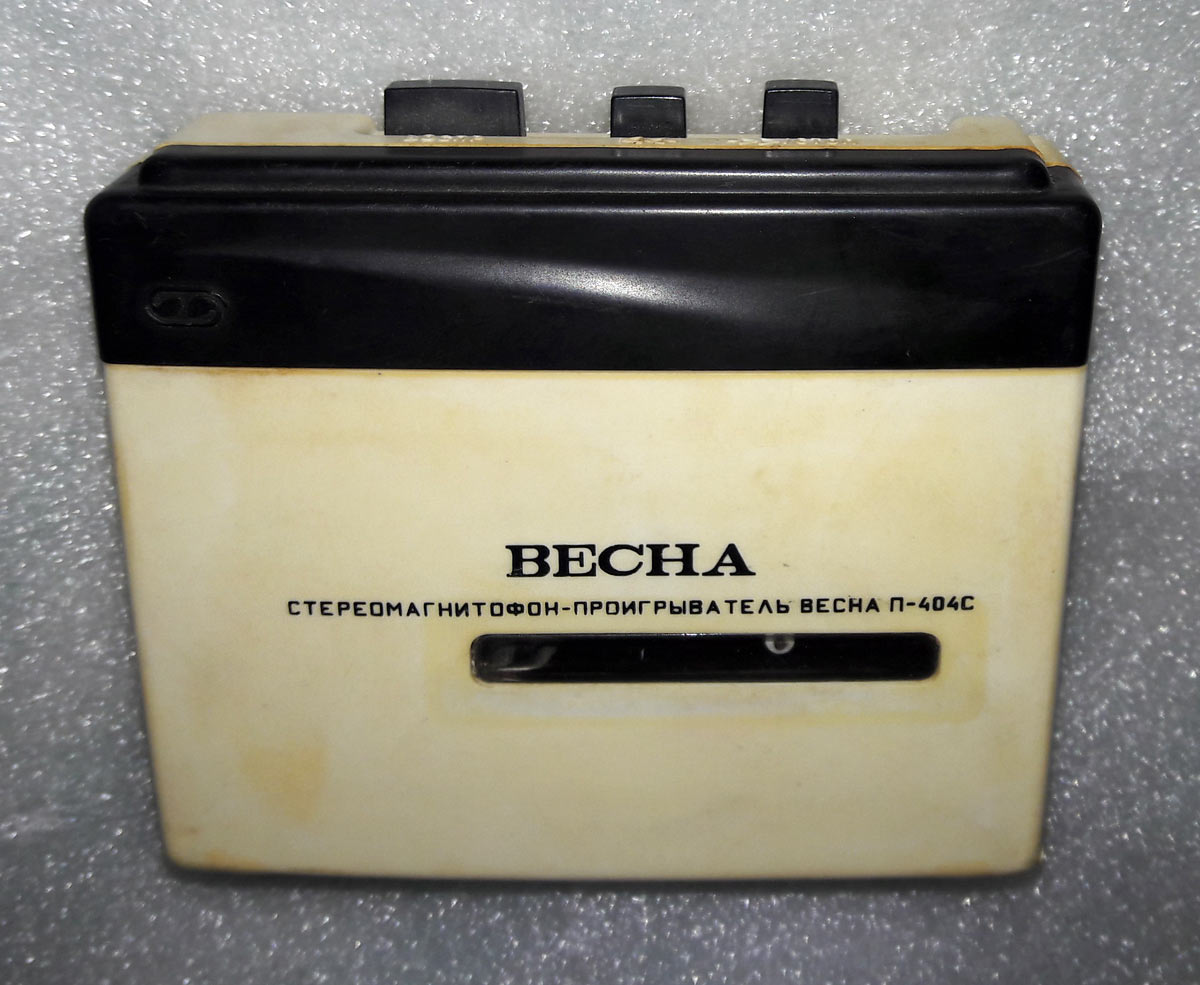 ВЕСНА
СТЕРЕОМАГНИТОФОН-ПРОИГРЫВАТЕЛЬ ВЕСНА П-404С